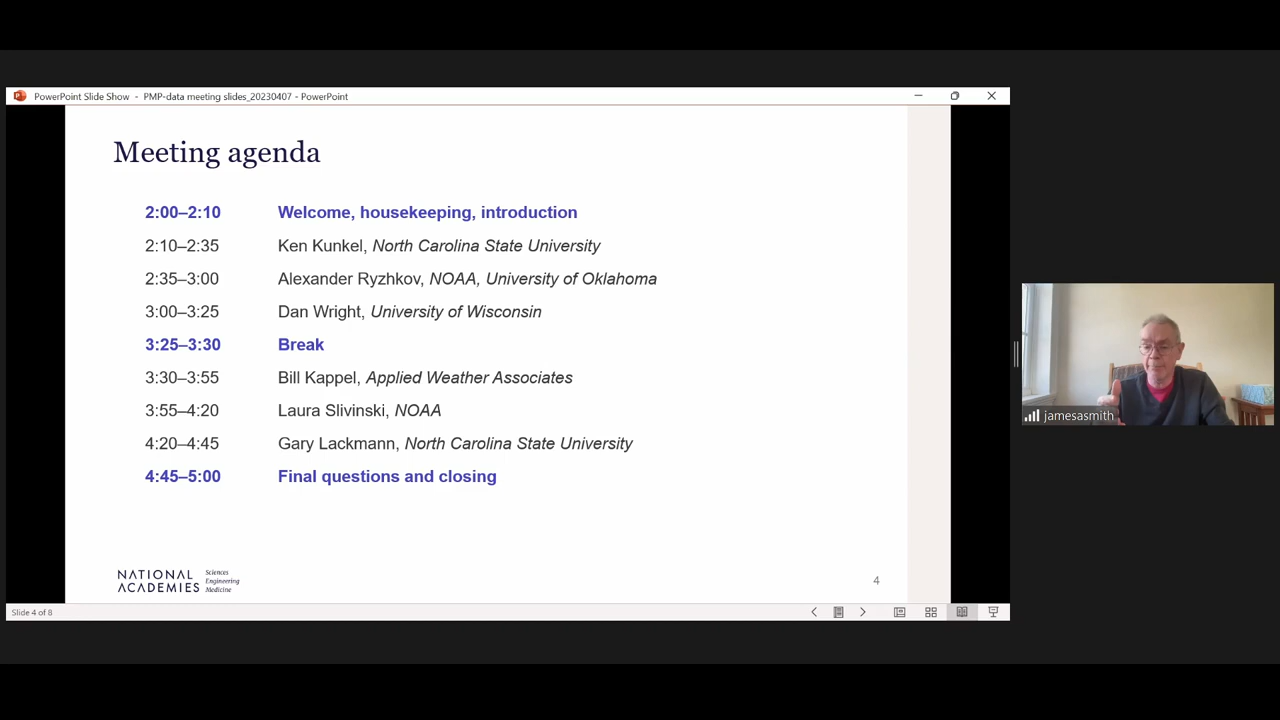 PowerPoint Slide Show - PMP-data meeting slides_20230407 - PowerPoint
Meeting agenda
2:00–2:10 Welcome, housekeeping, introduction
2:10–2:35 Ken Kunkel, North Carolina State University
2:35–3:00 Alexander Ryzhkov, NOAA, University of Oklahoma
3:00–3:25 Dan Wright, University of Wisconsin
3:25–3:30 Break
3:30–3:55 Bill Kappel, Applied Weather Associates
3:55–4:20 Laura Slivinski, NOAA
4:20–4:45 Gary Lackmann, North Carolina State University
4:45–5:00 Final questions and closing
jamesasmith
NATIONAL ACADEMIES
Sciences
Engineering
Medicine
4
Slide 4 of 8